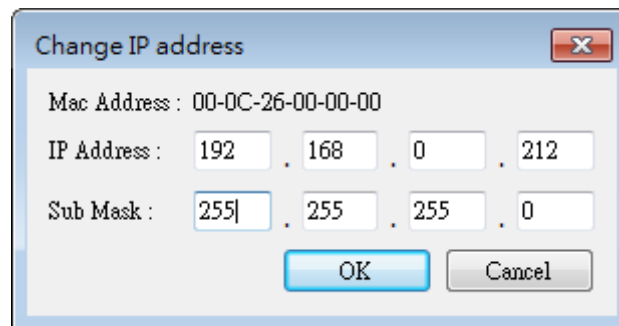 Change IP address
Mac Address : 00-0C-26-00-00-00
IP Address : 192 . 168 . 0 . 212
Sub Mask : 255 . 255 . 255 . 0
OK Cancel